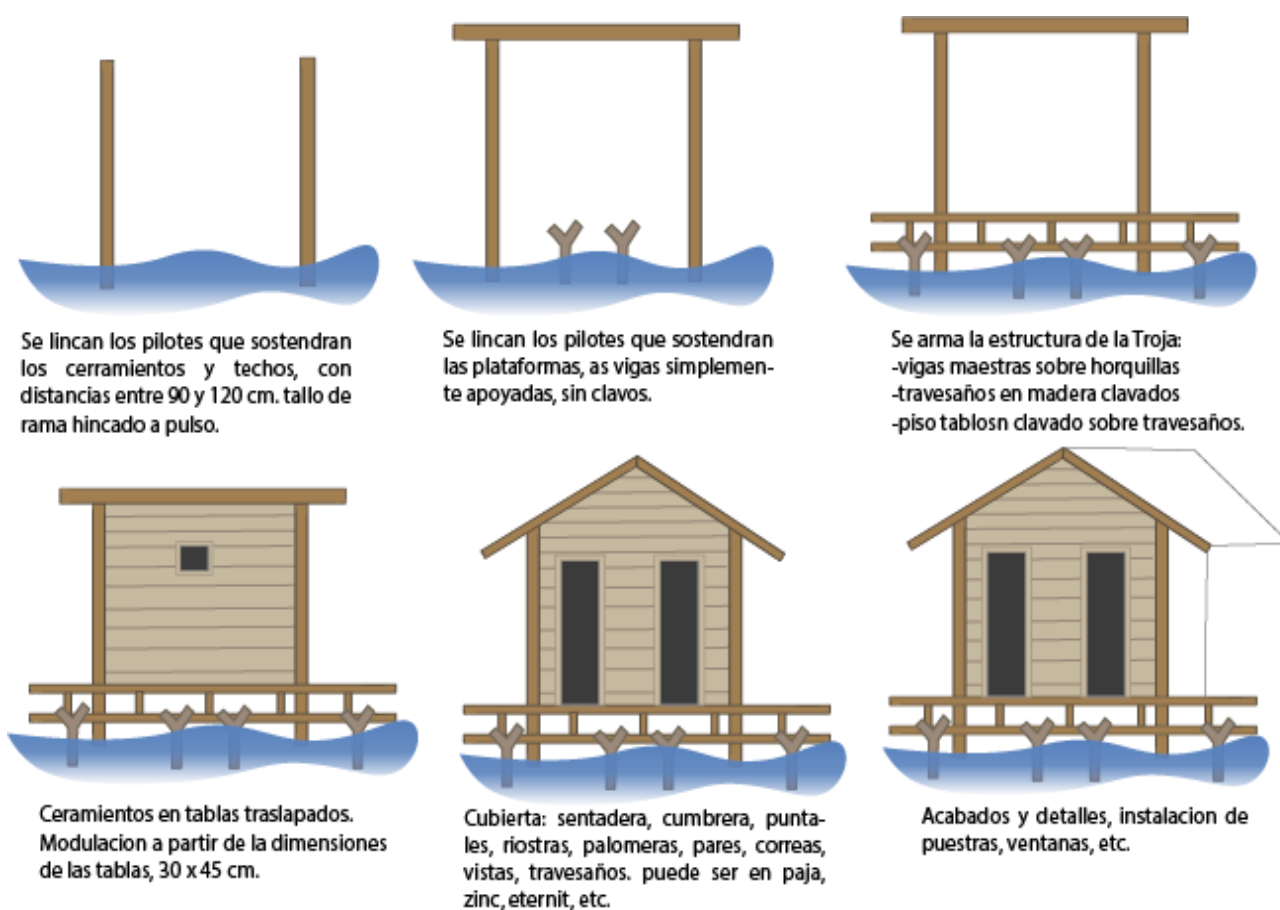 Se lincan los pilotes que sostendran
los cerramientos y techos, con
distancias entre 90 y 120 cm. tallo de
rama hincado a pulso.
Se lincan los pilotes que sostendran
las plataformas, as vigas simplemen-
te apoyadas, sin clavos.
Se arma la estructura de la Troja:
-vigas maestras sobre horquillas
-travesaños en madera clavados
-piso tablosn clavado sobre travesaños.
Ceramientos en tablas traslapados.
Modulacion a partir de la dimensiones
de las tablas, 30 x 45 cm.
Cubierta: sentadera, cumbrera, punta-
les, riostras, palomeras, pares, correas,
vistas, travesaños. puede ser en paja,
zinc, eternit, etc.
Acabados y detalles, instalacion de
puestras, ventanas, etc.